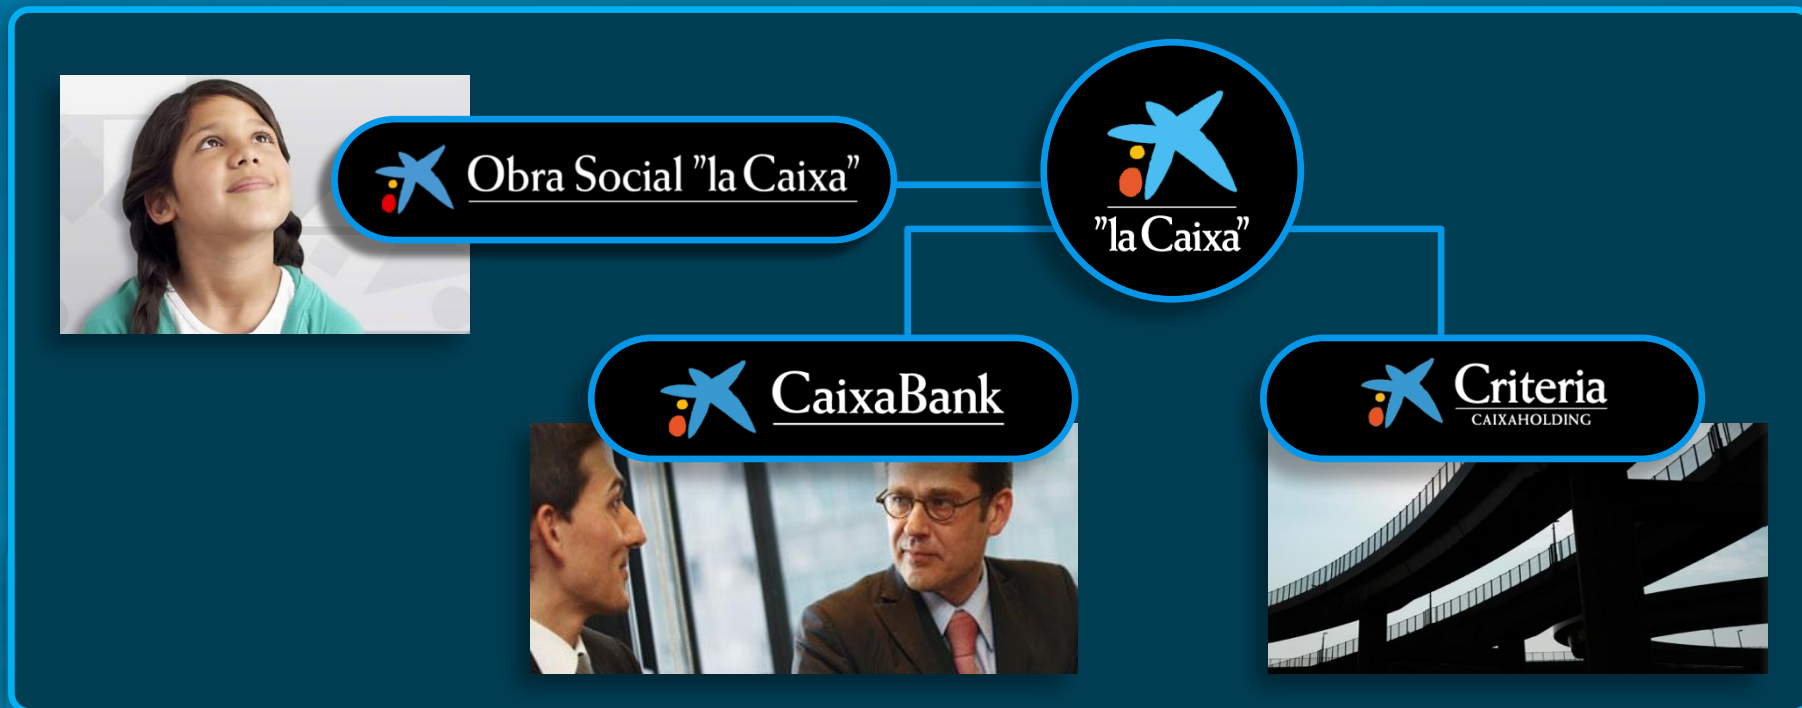 Obra Social "la Caixa"
"la Caixa"
CaixaBank
Criteria
CAIXAHOLDING